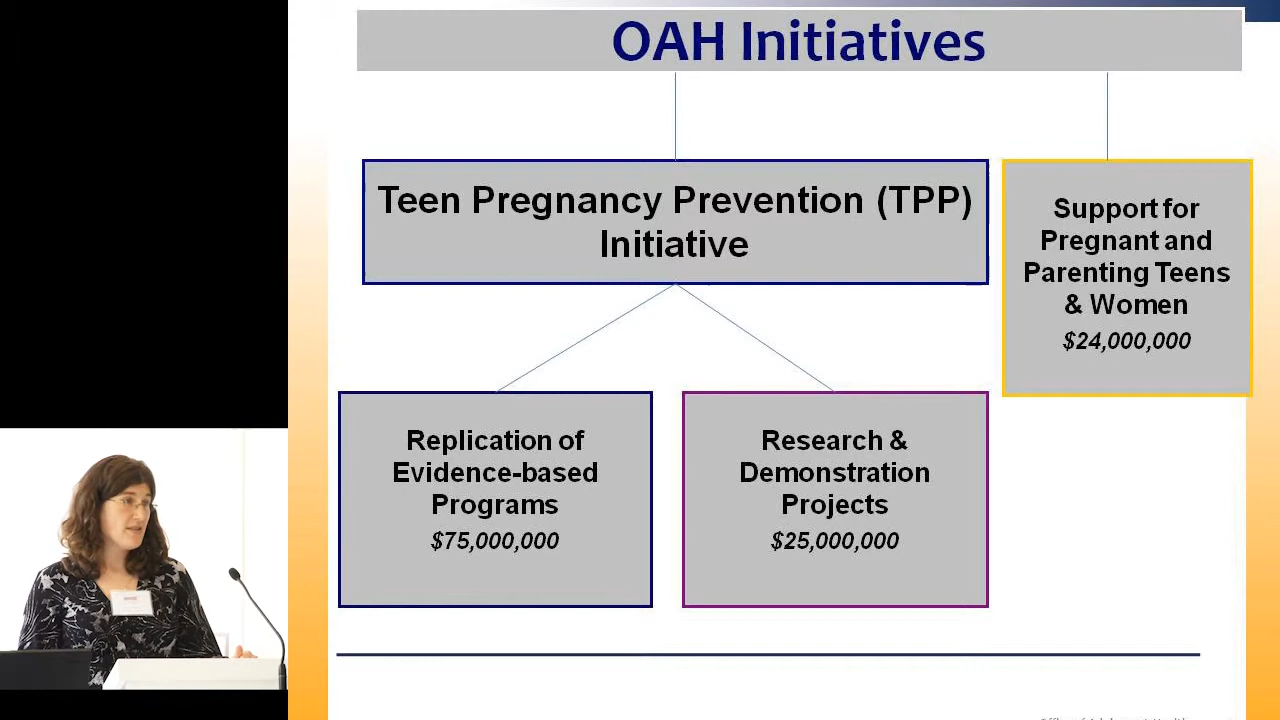 OAH Initiatives
Teen Pregnancy Prevention (TPP)
Initiative
Support for
Pregnant and
Parenting Teens
& Women
$24,000,000
Replication of
Evidence-based
Programs
$75,000,000
Research &
Demonstration
Projects
$25,000,000